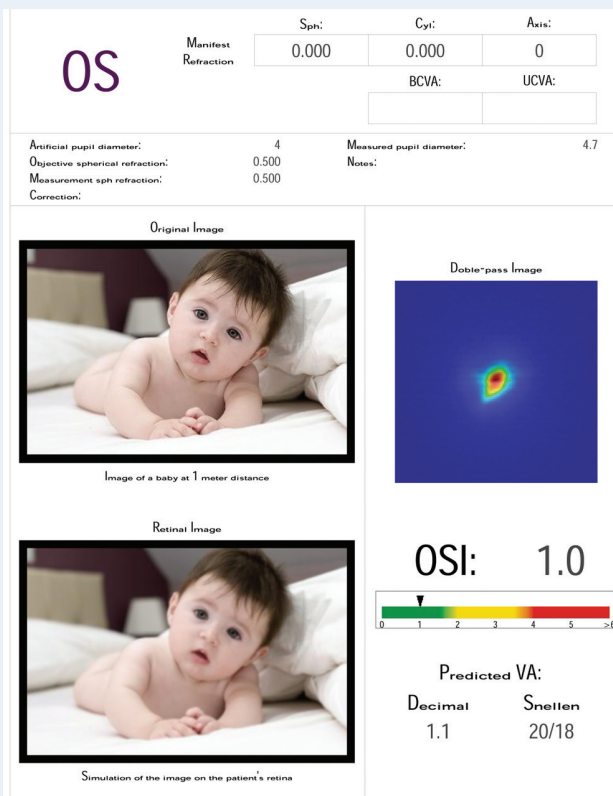 Sph: Cyl: Axis:
OS Manifest Refraction 0.000 0.000 0
BCVA: UCVA:
Artificial pupil diameter: 4 Measured pupil diameter: 4.7
Objective spherical refraction: 0.500 Notes:
Measurement sph refraction: 0.500
Correction:
Original Image
Doble-pass Image
Image of a baby at 1 meter distance
Retinal Image
OSI: 1.0
0 1 2 3 4 5 >6
Predicted VA:
Decimal Snellen
1.1 20/18
Simulation of the image on the patient's retina